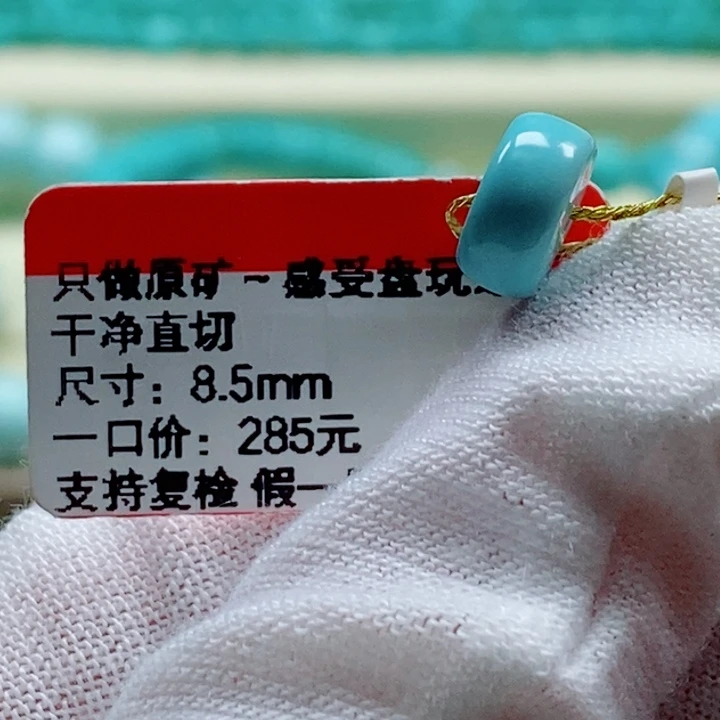 只做原矿~感受盘玩
干净直切
尺寸：8.5mm
一口价：285元
支持复检 假一